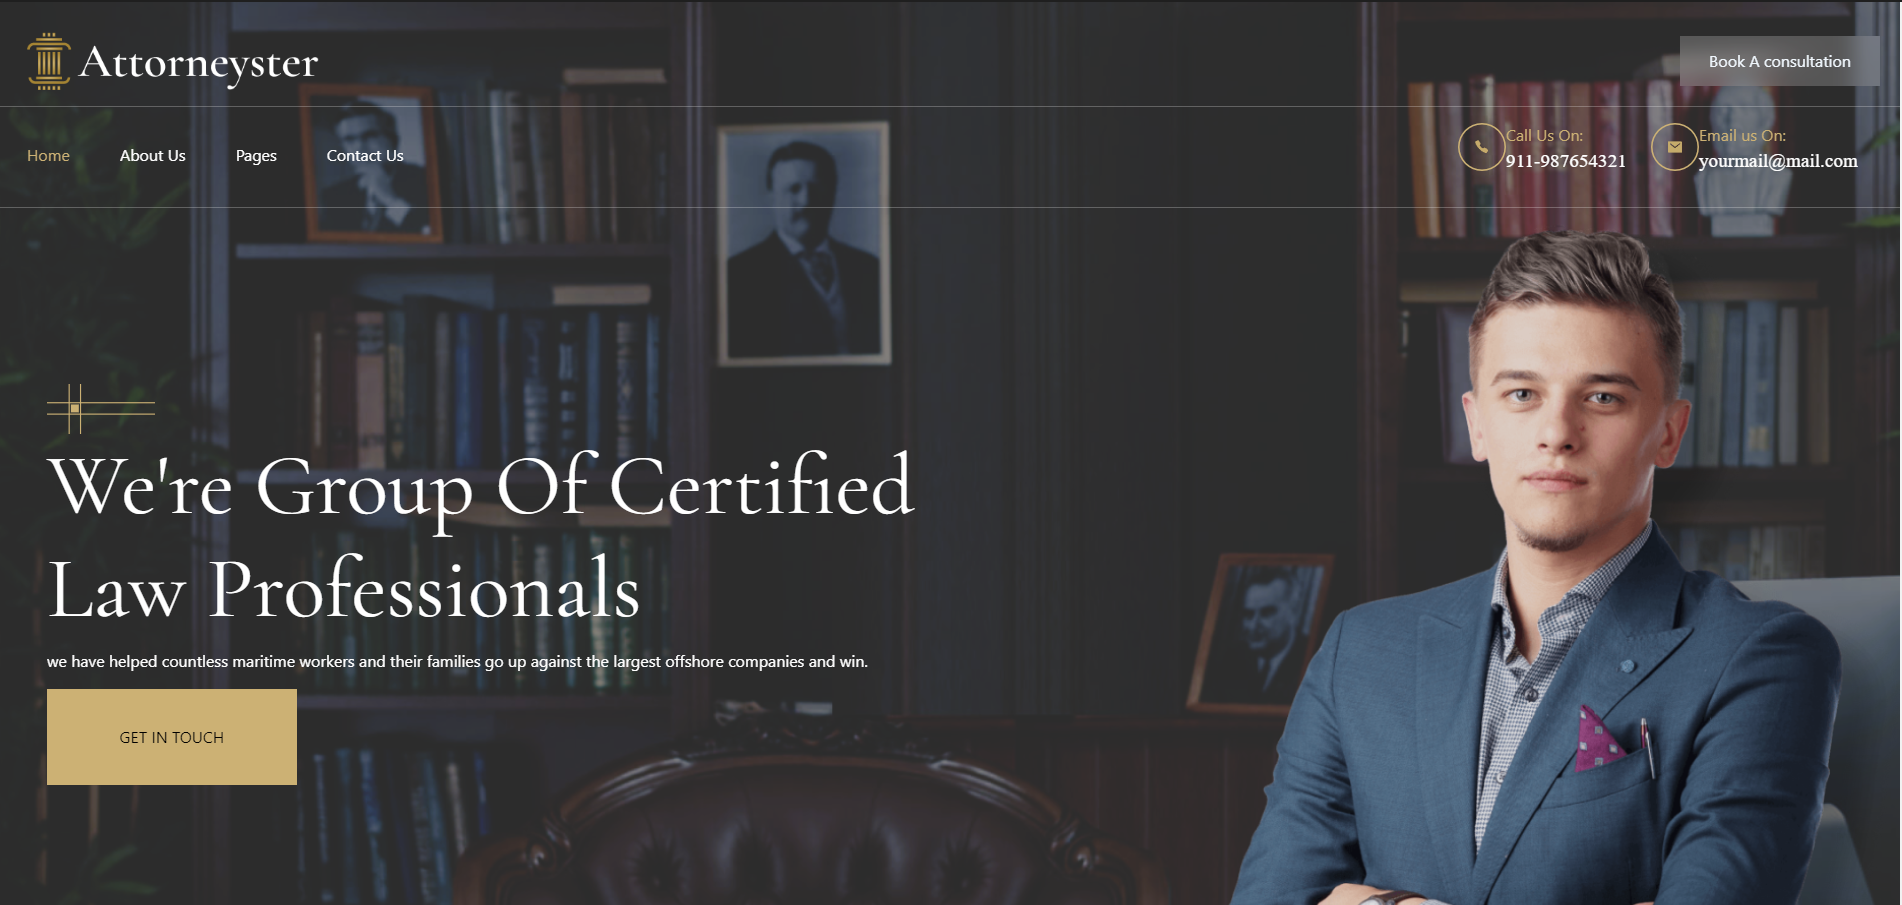 Attorneyster
Book A consultation
Home
About Us
Pages
Contact Us
Call Us On:
911-987654321
Email us On:
yourmail@mail.com
We're Group Of Certified
Law Professionals
we have helped countless maritime workers and their families go up against the largest offshore companies and win.
GET IN TOUCH